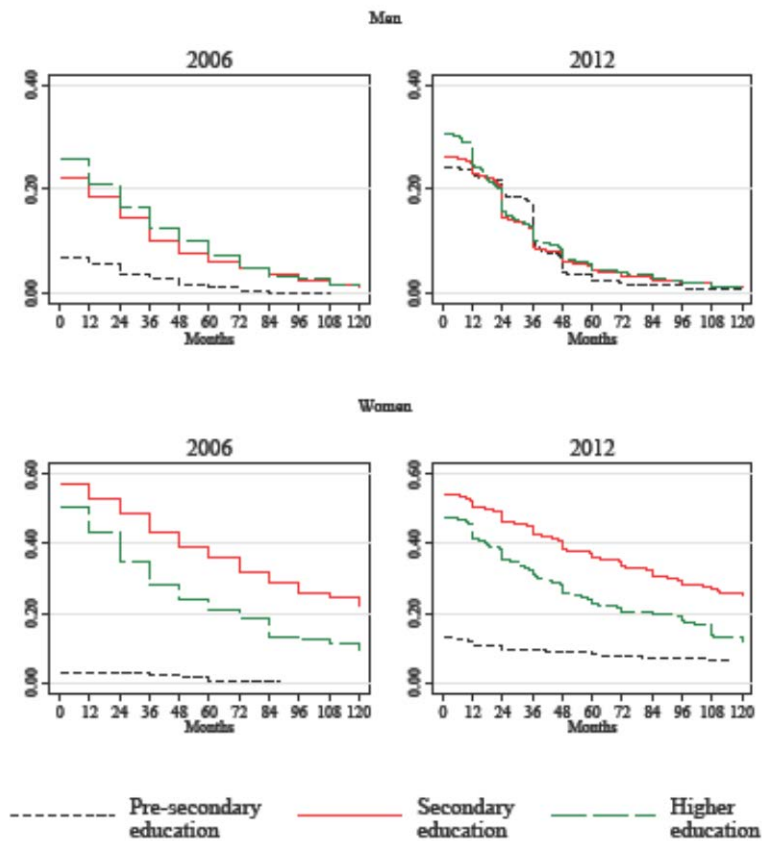 Men
2006 2012
0.40 0.40
0.20 0.20
0.00 0.00
0 12 24 36 48 60 72 84 96 108 120 0 12 24 36 48 60 72 84 96 108 120
Months Months
Women
2006 2012
0.60 0.60
0.40 0.40
0.20 0.20
0.00 0.00
0 12 24 36 48 60 72 84 96 108 120 0 12 24 36 48 60 72 84 96 108 120
Months Months
Pre-secondary Secondary Higher
education education education